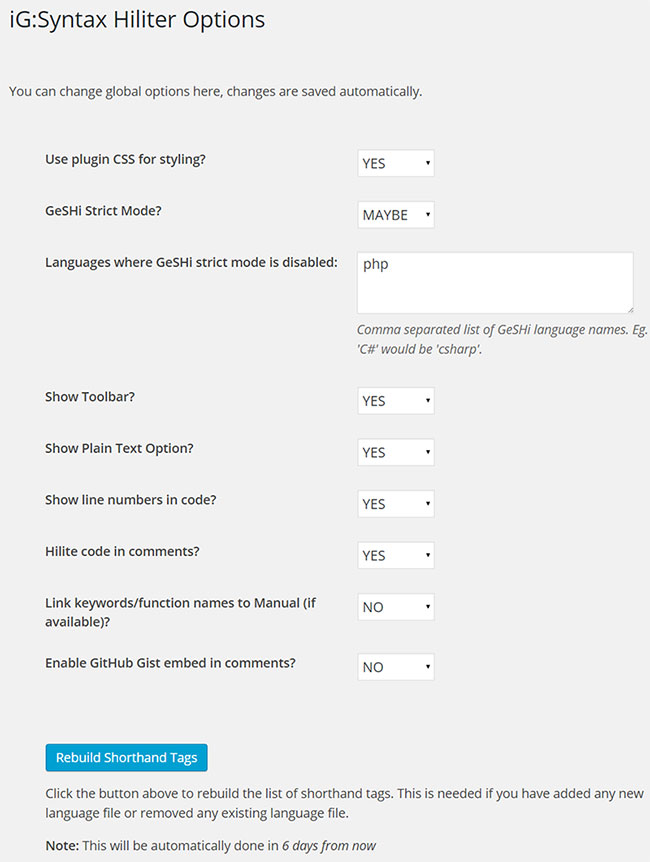 iG:Syntax Hiliter Options
You can change global options here, changes are saved automatically.
Use plugin CSS for styling?
YES
GeSHi Strict Mode?
MAYBE
Languages where GeSHi strict mode is disabled:
php
Comma separated list of GeSHi language names. Eg.
'C#' would be 'csharp'.
Show Toolbar?
YES
Show Plain Text Option?
YES
Show line numbers in code?
YES
Hilite code in comments?
YES
Link keywords/function names to Manual (if
available)?
NO
Enable GitHub Gist embed in comments?
NO
Rebuild Shorthand Tags
Click the button above to rebuild the list of shorthand tags. This is needed if you have added any new
language file or removed any existing language file.
Note: This will be automatically done in 6 days from now